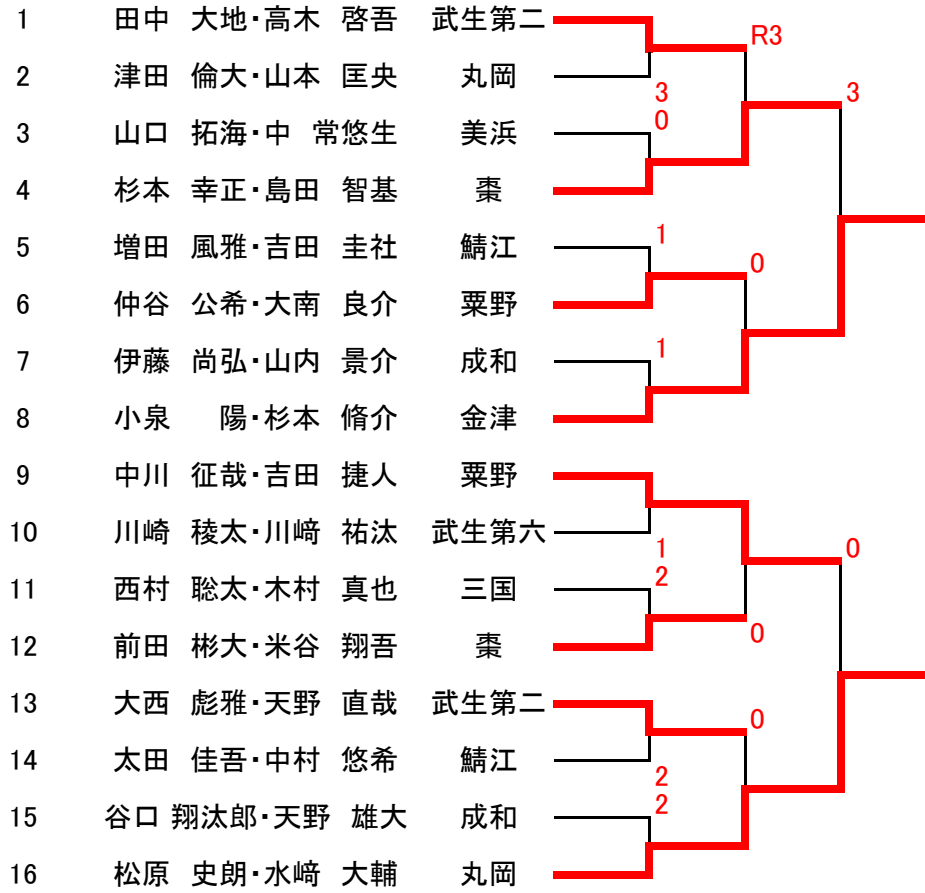 1 田中 大地・高木 啓吾 武生第二
R3
2 津田 倫大・山本 匡央 丸岡
3
3
0
3 山口 拓海・中 常悠生 美浜
4 杉本 幸正・島田 智基 棗
1
5 増田 風雅・吉田 圭社 鯖江
0
6 仲谷 公希・大南 良介 粟野
1
7 伊藤 尚弘・山内 景介 成和
8 小泉 陽・杉本 脩介 金津
9 中川 征哉・吉田 捷人 粟野
10 川崎 稜太・川﨑 祐汰 武生第六
1
0
2
11 西村 聡太・木村 真也 三国
0
12 前田 彬大・米谷 翔吾 棗
13 大西 彪雅・天野 直哉 武生第二
0
14 太田 佳吾・中村 悠希 鯖江
2
2
15 谷口 翔汰郎・天野 雄大 成和
16 松原 史朗・水﨑 大輔 丸岡